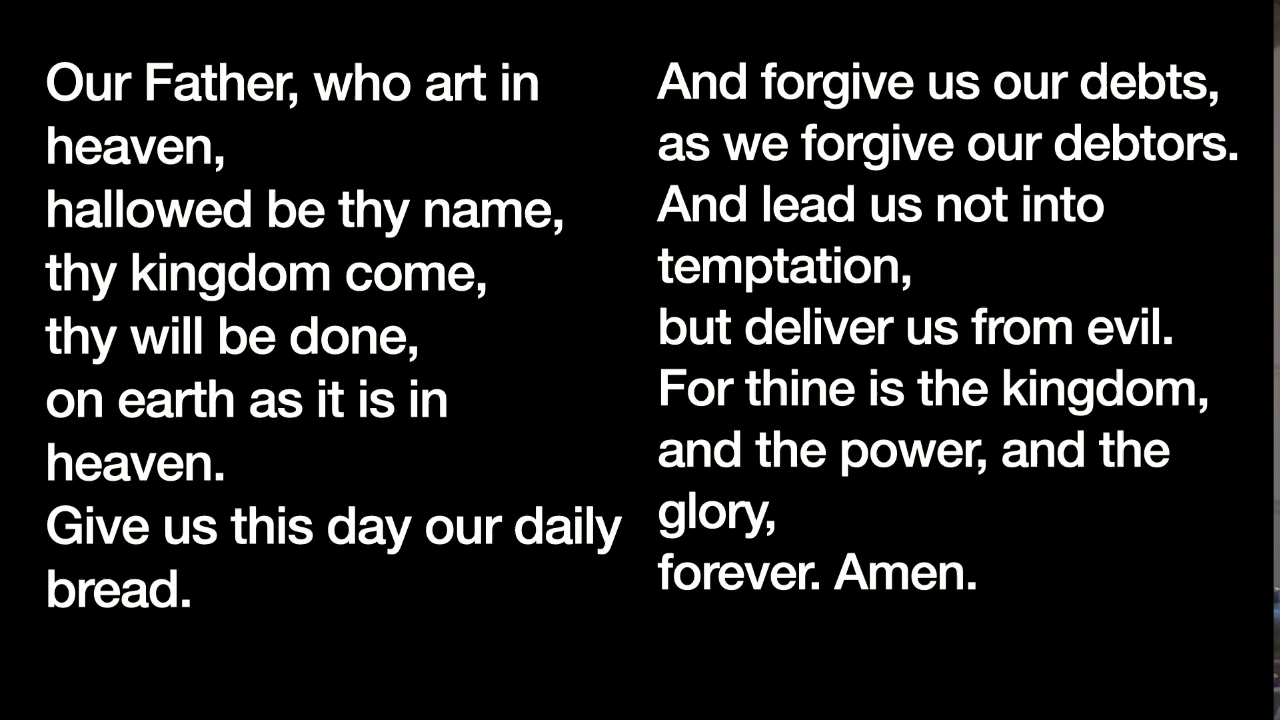 Our Father, who art in
heaven,
hallowed be thy name,
thy kingdom come,
thy will be done,
on earth as it is in
heaven.
Give us this day our daily
bread.
And forgive us our debts,
as we forgive our debtors.
And lead us not into
temptation,
but deliver us from evil.
For thine is the kingdom,
and the power, and the
glory,
forever. Amen.